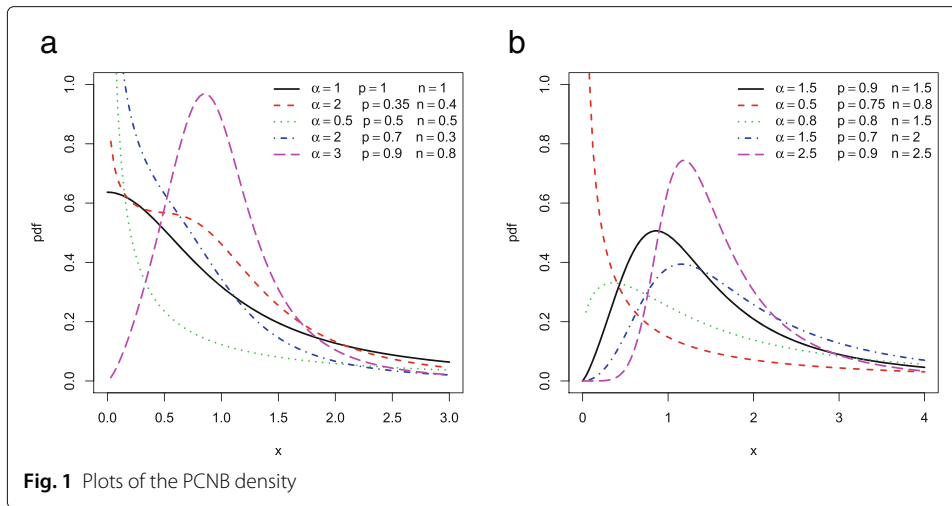 a
1.0
0.8
0.6
0.4
0.2
0.0
pdf
α = 1 p = 1 n = 1
α = 2 p = 0.35 n = 0.4
α = 0.5 p = 0.5 n = 0.5
α = 2 p = 0.7 n = 0.3
α = 3 p = 0.9 n = 0.8
0.0 0.5 1.0 1.5 2.0 2.5 3.0
x
b
1.0
0.8
0.6
0.4
0.2
0.0
pdf
α = 1.5 p = 0.9 n = 1.5
α = 0.5 p = 0.75 n = 0.8
α = 0.8 p = 0.8 n = 1.5
α = 1.5 p = 0.7 n = 2
α = 2.5 p = 0.9 n = 2.5
0 1 2 3 4
x
Fig. 1 Plots of the PCNB density